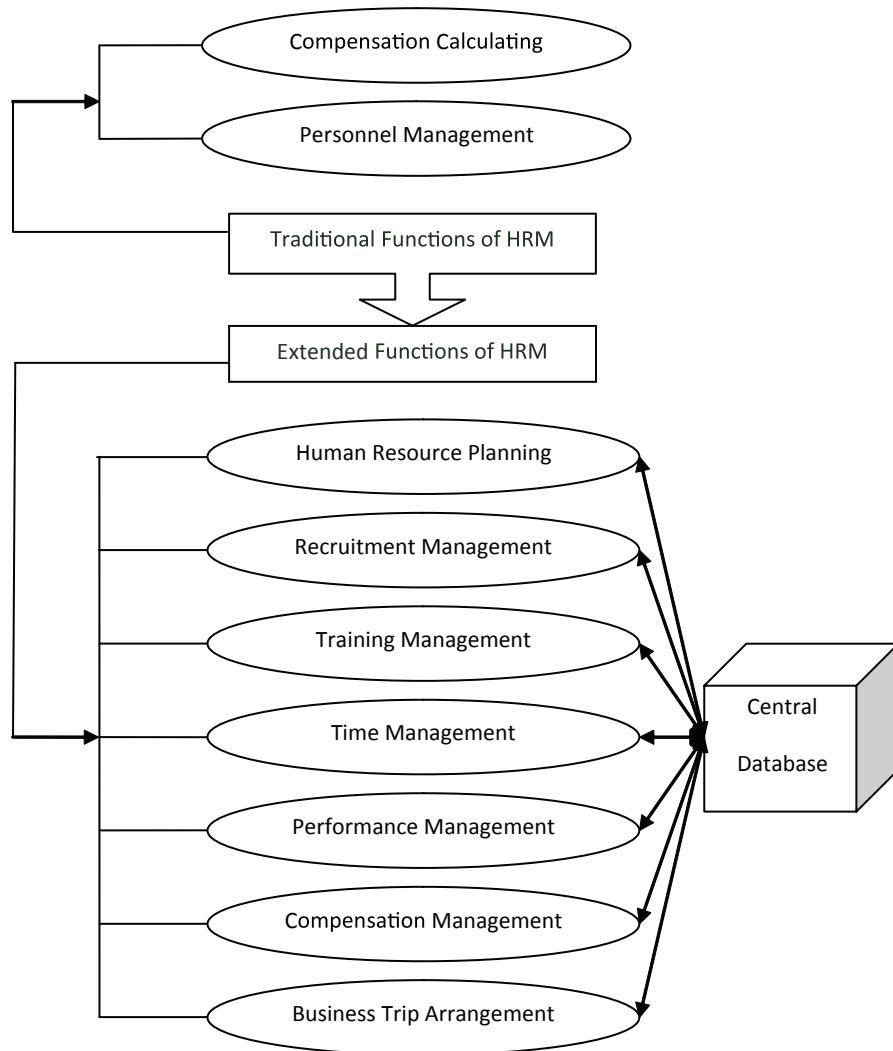 Compensation Calculating
Personnel Management
Traditional Functions of HRM
Extended Functions of HRM
Human Resource Planning
Recruitment Management
Training Management
Time Management
Performance Management
Compensation Management
Business Trip Arrangement
Central
Database